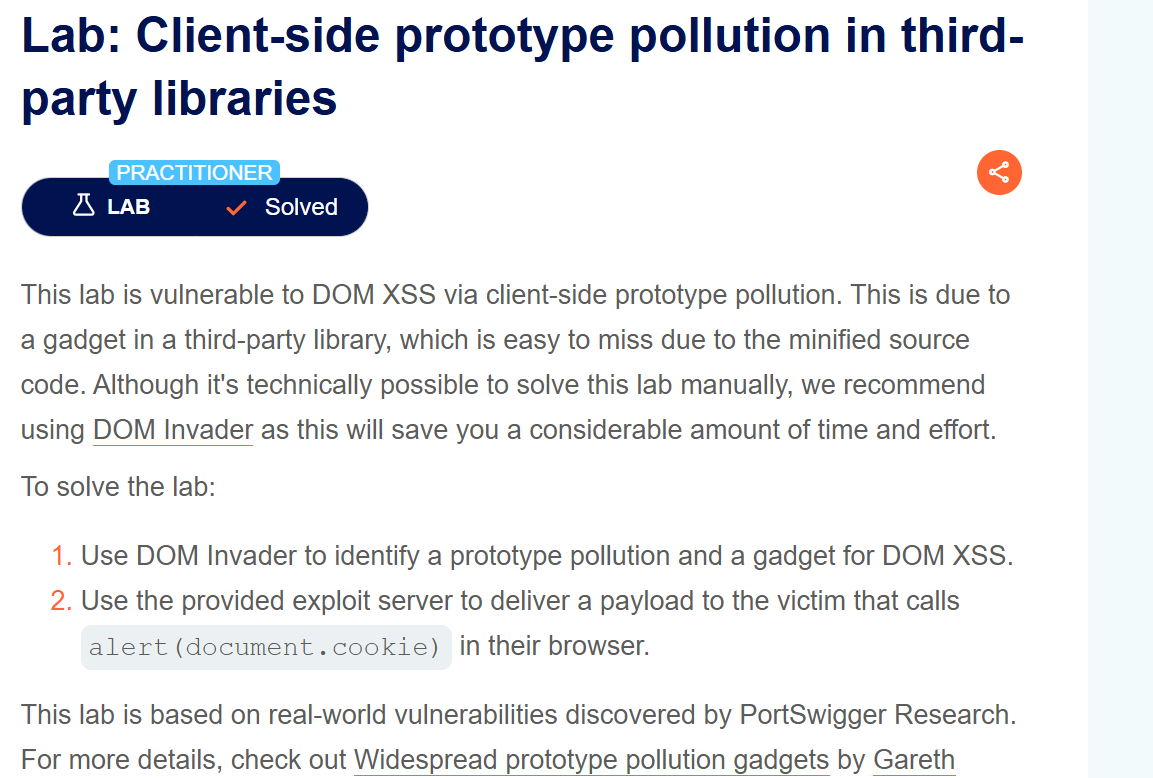 Lab: Client-side prototype pollution in third-
party libraries
PRACTITIONER
LAB Solved
This lab is vulnerable to DOM XSS via client-side prototype pollution. This is due to
a gadget in a third-party library, which is easy to miss due to the minified source
code. Although it's technically possible to solve this lab manually, we recommend
using DOM Invader as this will save you a considerable amount of time and effort.
To solve the lab:
1. Use DOM Invader to identify a prototype pollution and a gadget for DOM XSS.
2. Use the provided exploit server to deliver a payload to the victim that calls
alert(document.cookie) in their browser.
This lab is based on real-world vulnerabilities discovered by PortSwigger Research.
For more details, check out Widespread prototype pollution gadgets by Gareth